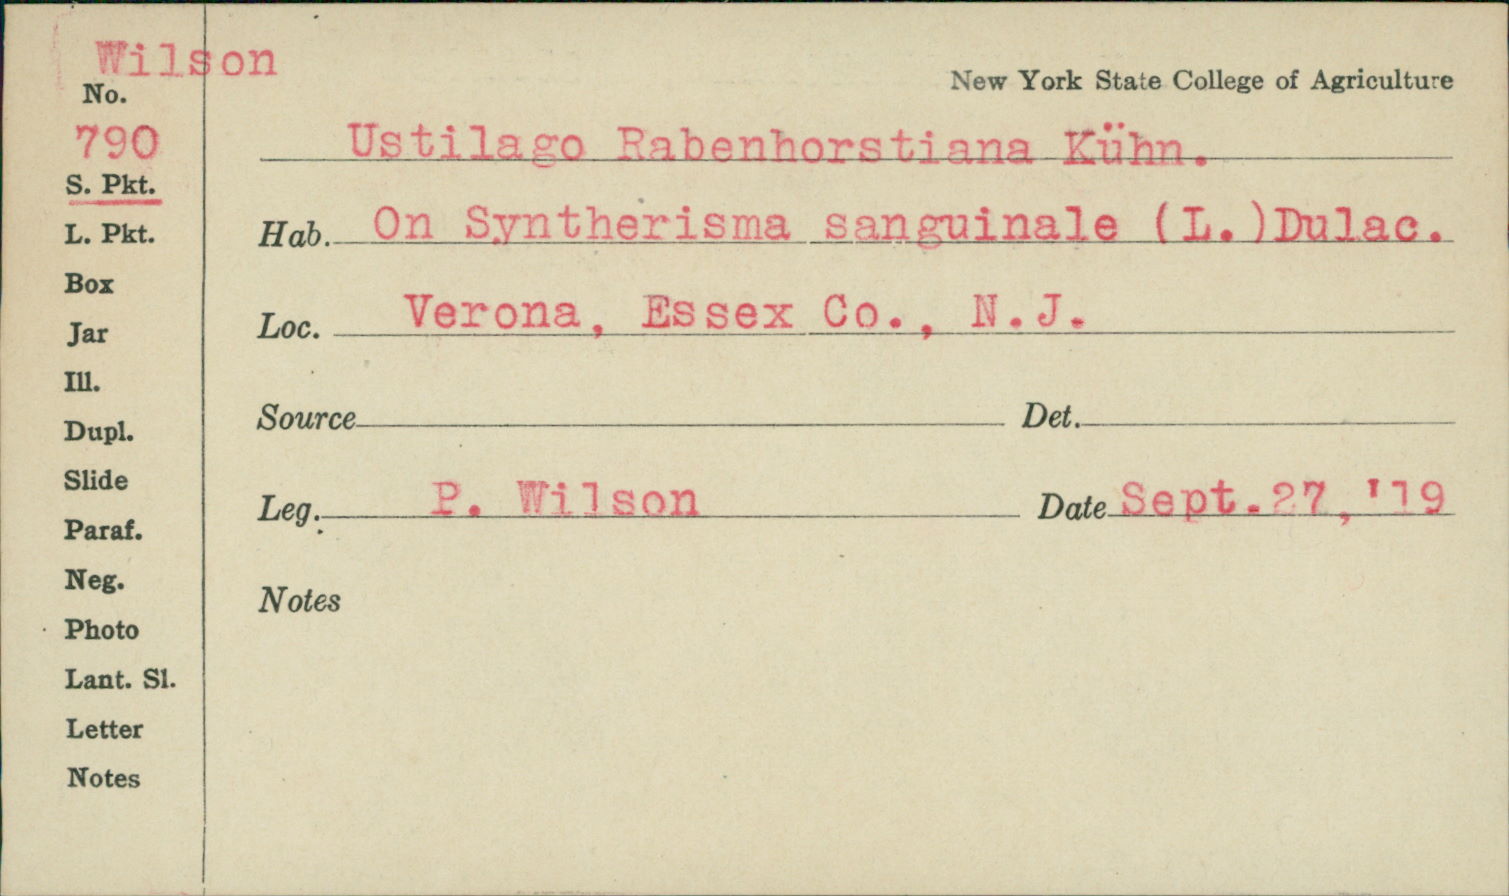 Wilson
New York State College of Agriculture
No.
790
Ustilago Rabenhorstiana Kühn.
S. Pkt.
L. Pkt.
Hab. On Syntherisma sanguinale (L.)Dulac.
Box
Loc. Verona, Essex Co., N.J.
Jar
Ill.
Source Det.
Dupl.
Slide
Leg. P. Wilson Date Sept.27,'19
Paraf.
Neg.
Notes
Photo
Lant. Sl.
Letter
Notes